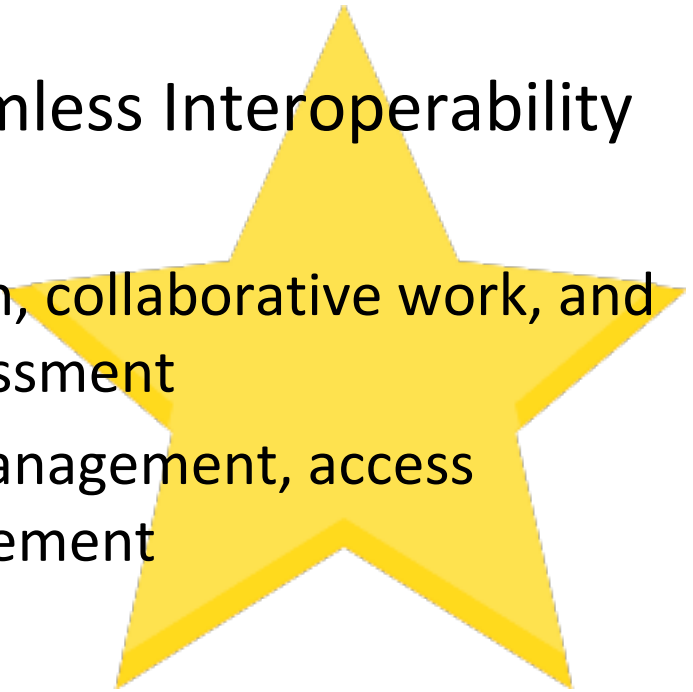 mless Interoperability
n, collaborative work, and
ssment
anagement, access
ement